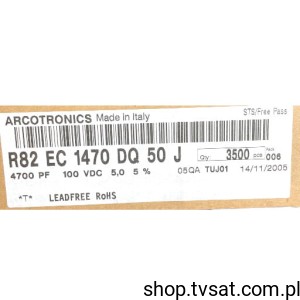 STS/Free Pass
ARCOTRONICS Made in Italy
R82 EC 1470 DQ 50 J
Qty. 3500 pcs
006
4700 PF 100 VDC 5,0 5 %
05QA TUJ01 14/11/2005
*T* LEADFREE RoHS
shop.tvsat.com.pl